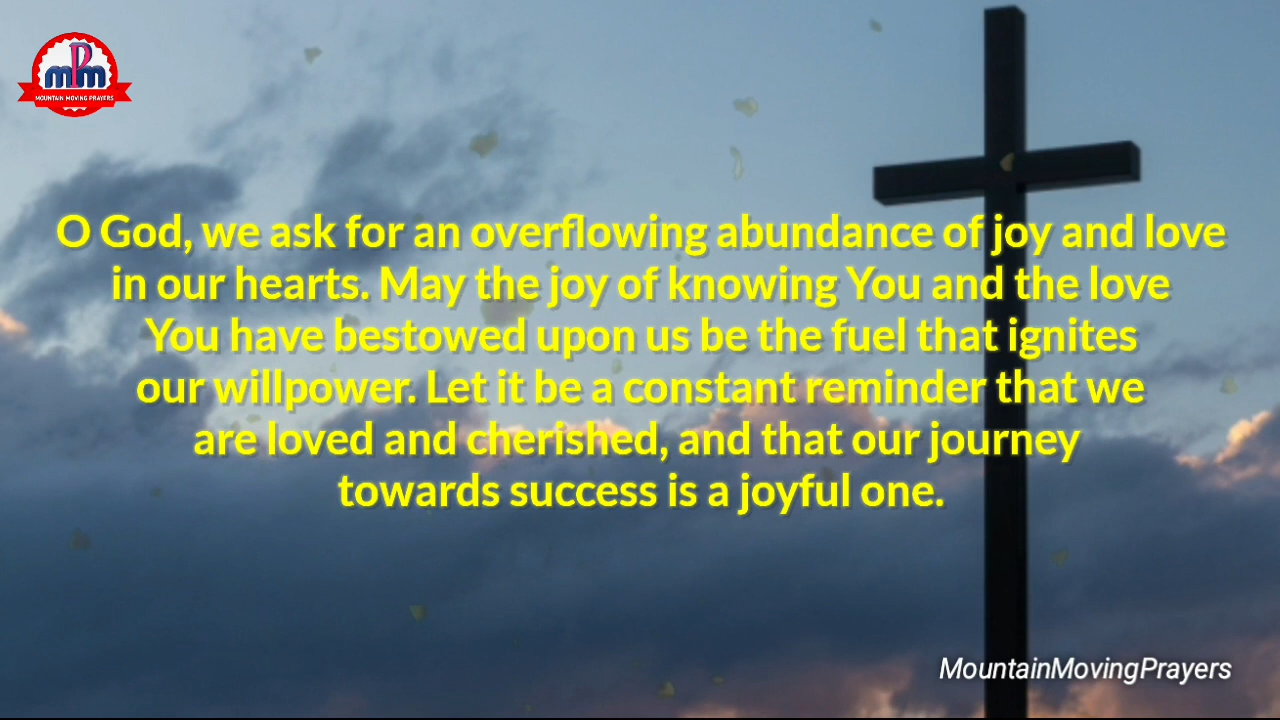 mPm
MOUNTAIN MOVING PRAYERS
O God, we ask for an overflowing abundance of joy and love
in our hearts. May the joy of knowing You and the love
You have bestowed upon us be the fuel that ignites
our willpower. Let it be a constant reminder that we
are loved and cherished, and that our journey
towards success is a joyful one.
MountainMovingPrayers